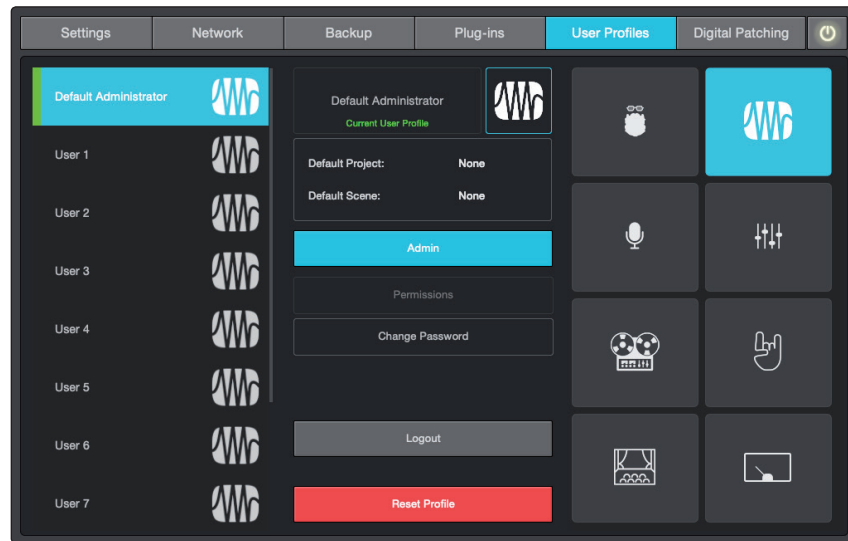 Settings Network Backup Plug-ins User Profiles Digital Patching
Default Administrator
User 1
User 2
User 3
User 4
User 5
User 6
User 7
Default Administrator
Current User Profile
Default Project: None
Default Scene: None
Admin
Permissions
Change Password
Logout
Reset Profile